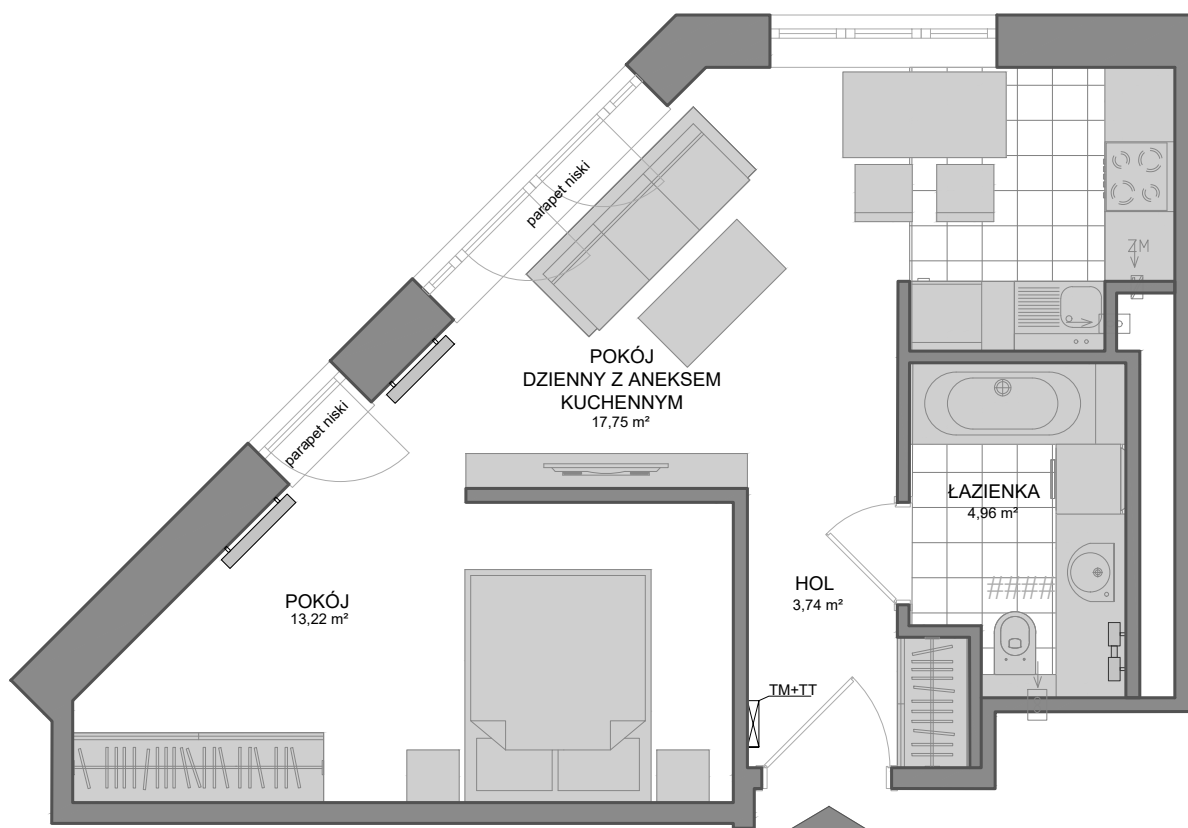 parapet niski
ZM
POKÓJ
DZIENNY Z ANEKSEM
KUCHENNYM
17,75 m²
parapet niski
ŁAZIENKA
4,96 m²
HOL
3,74 m²
POKÓJ
13,22 m²
TM+TT